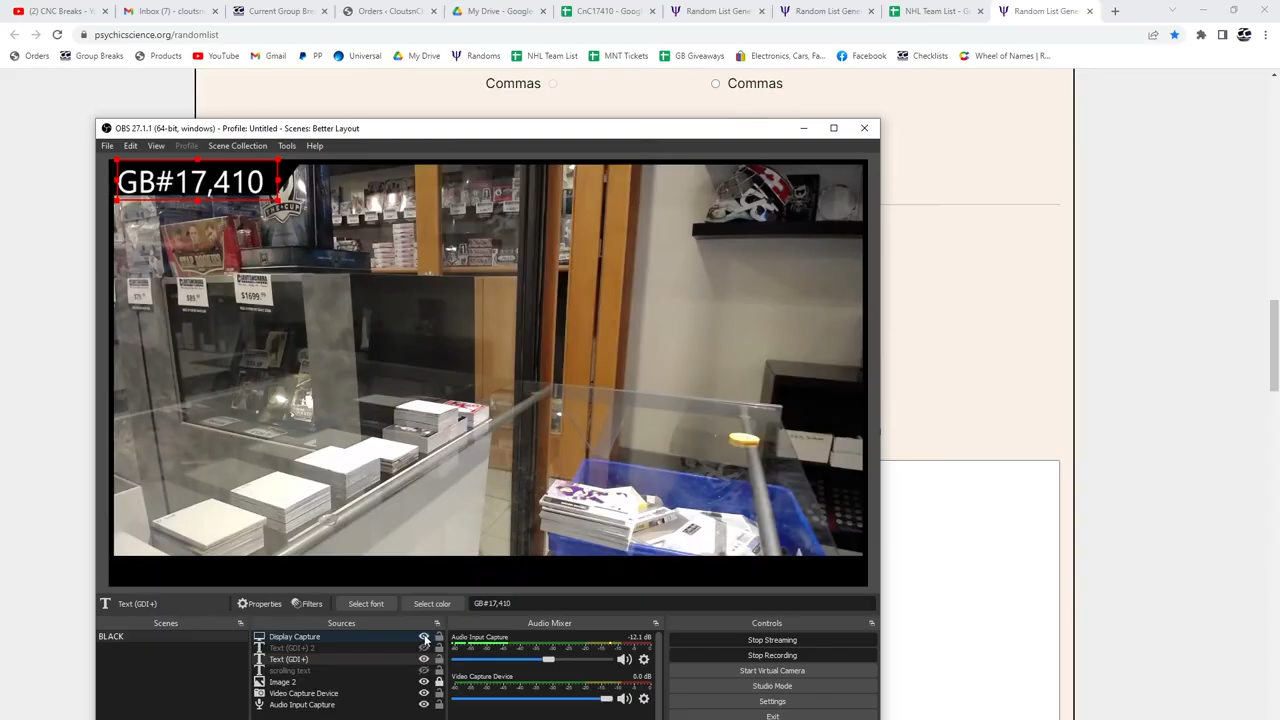 (2) CNC Breaks - YouTub
Inbox (7) - cloutsn
Current Group Brea
Orders ‹ CloutsnC
My Drive - Google
CnC17410 - Goog
Random List Gene
Random List Gene
NHL Team List - G
Random List Gene
psychicscience.org/randomlist
Orders
Group Breaks
Products
YouTube
Gmail
PP
Universal
My Drive
Randoms
NHL Team List
MNT Tickets
GB Giveaways
Electronics, Cars, Fa...
Facebook
Checklists
Wheel of Names | R...
Commas
Commas
OBS 27.1.1 (64-bit, windows) - Profile: Untitled - Scenes: Better Layout
File Edit View Profile Scene Collection Tools Help
GB#17,410
THE CUP
$1699
Text (GDI+)
Properties
Filters
Select font
Select color
GB#17,410
Scenes
Sources
Audio Mixer
Controls
BLACK
Display Capture
Text (GDI+) 2
Text (GDI+)
scrolling text
Image 2
Video Capture Device
Audio Input Capture
Audio Input Capture
-12.1 dB
Video Capture Device
0.0 dB
Stop Streaming
Stop Recording
Start Virtual Camera
Studio Mode
Settings
Exit